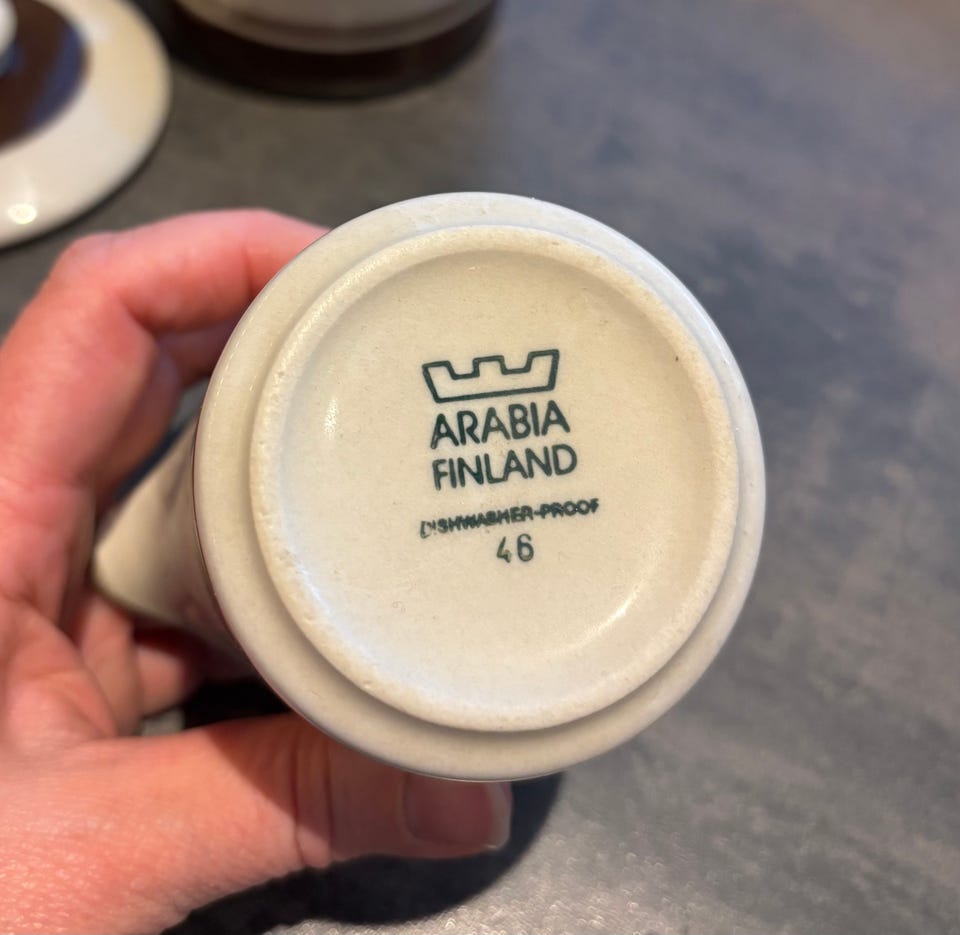 ARABIA
FINLAND
DISHWASHER-PROOF
46